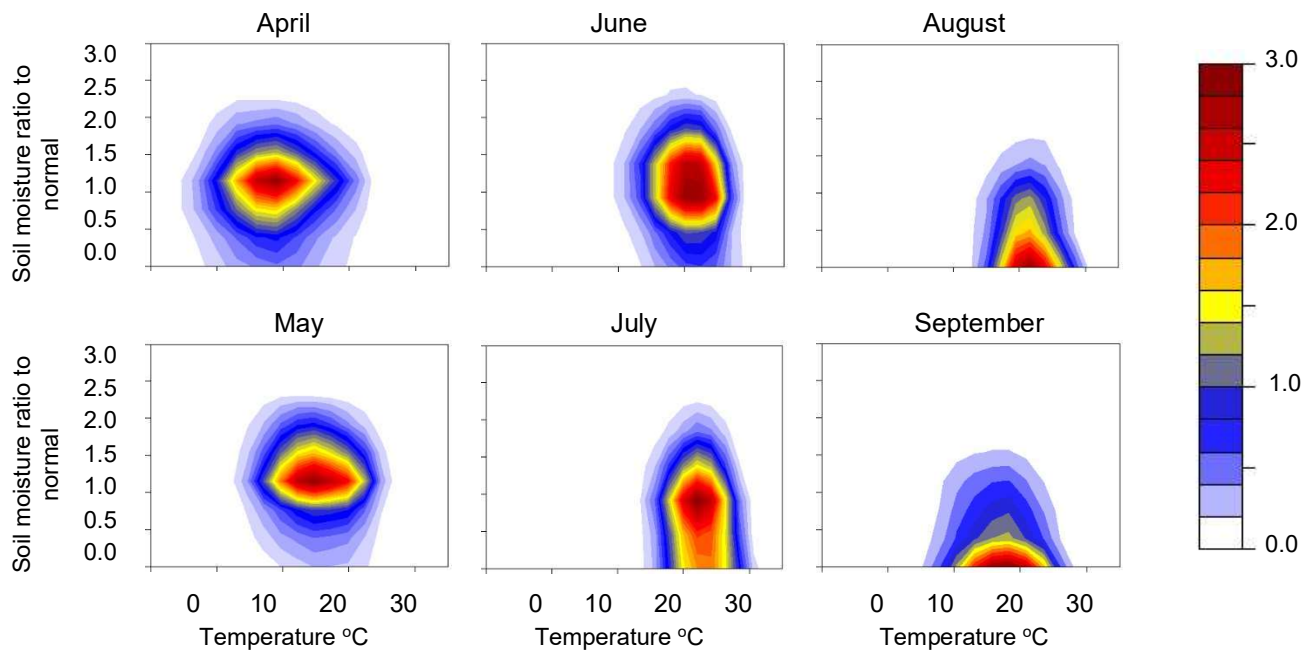 April
June
August
3.0
2.5
2.0
1.5
1.0
0.5
0.0
Soil moisture ratio to
normal
May
July
September
3.0
2.5
2.0
1.5
1.0
0.5
0.0
Soil moisture ratio to
normal
0 10 20 30
0 10 20 30
0 10 20 30
Temperature °C
Temperature °C
Temperature °C
3.0
2.0
1.0
0.0